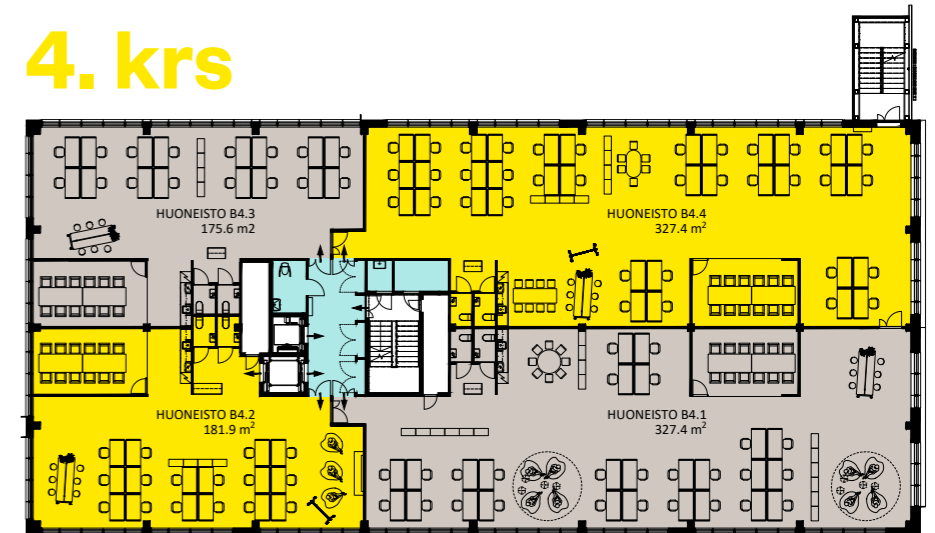 4. krs
HUONEISTO B4.3
175.6 m2
HUONEISTO B4.4
327.4 m²
HUONEISTO B4.2
181.9 m²
HUONEISTO B4.1
327.4 m²